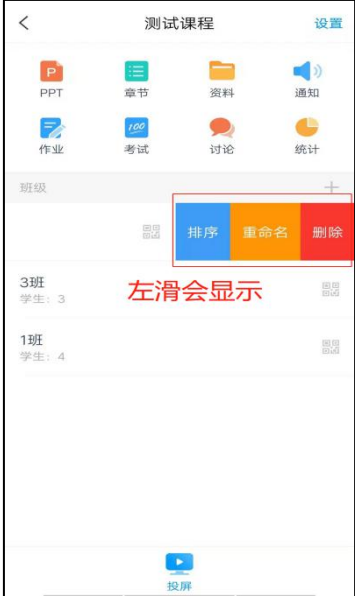 测试课程 设置
P
PPT 章节 资料 通知
100
作业 考试 讨论 统计
班级
排序 重命名 删除
左滑会显示
3班
学生：3
1班
学生：4
投屏